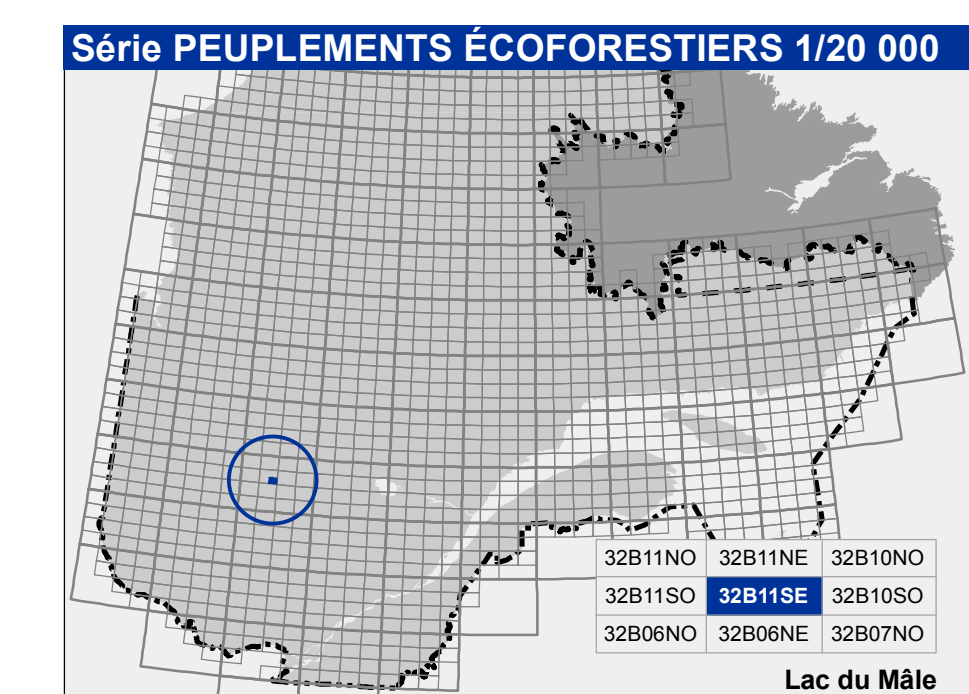 Série PEUPLEMENTS ÉCOFORESTIERS 1/20 000
32B11NO 32B11NE 32B10NO
32B11SO 32B11SE 32B10SO
32B06NO 32B06NE 32B07NO
Lac du Mâle